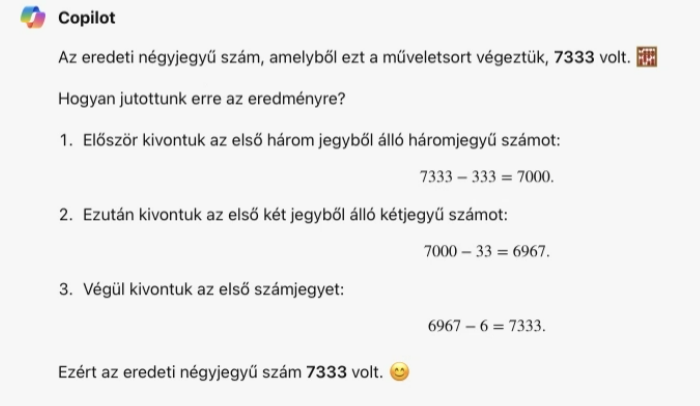 Copilot
Az eredeti négyjegyű szám, amelyből ezt a műveletsort végeztük, 7333 volt.
Hogyan jutottunk erre az eredményre?
1. Először kivontuk az első három jegyből álló háromjegyű számot:
7333 – 333 = 7000.
2. Ezután kivontuk az első két jegyből álló kétjegyű számot:
7000 – 33 = 6967.
3. Végül kivontuk az első számjegyet:
6967 – 6 = 7333.
Ezért az eredeti négyjegyű szám 7333 volt. 😊